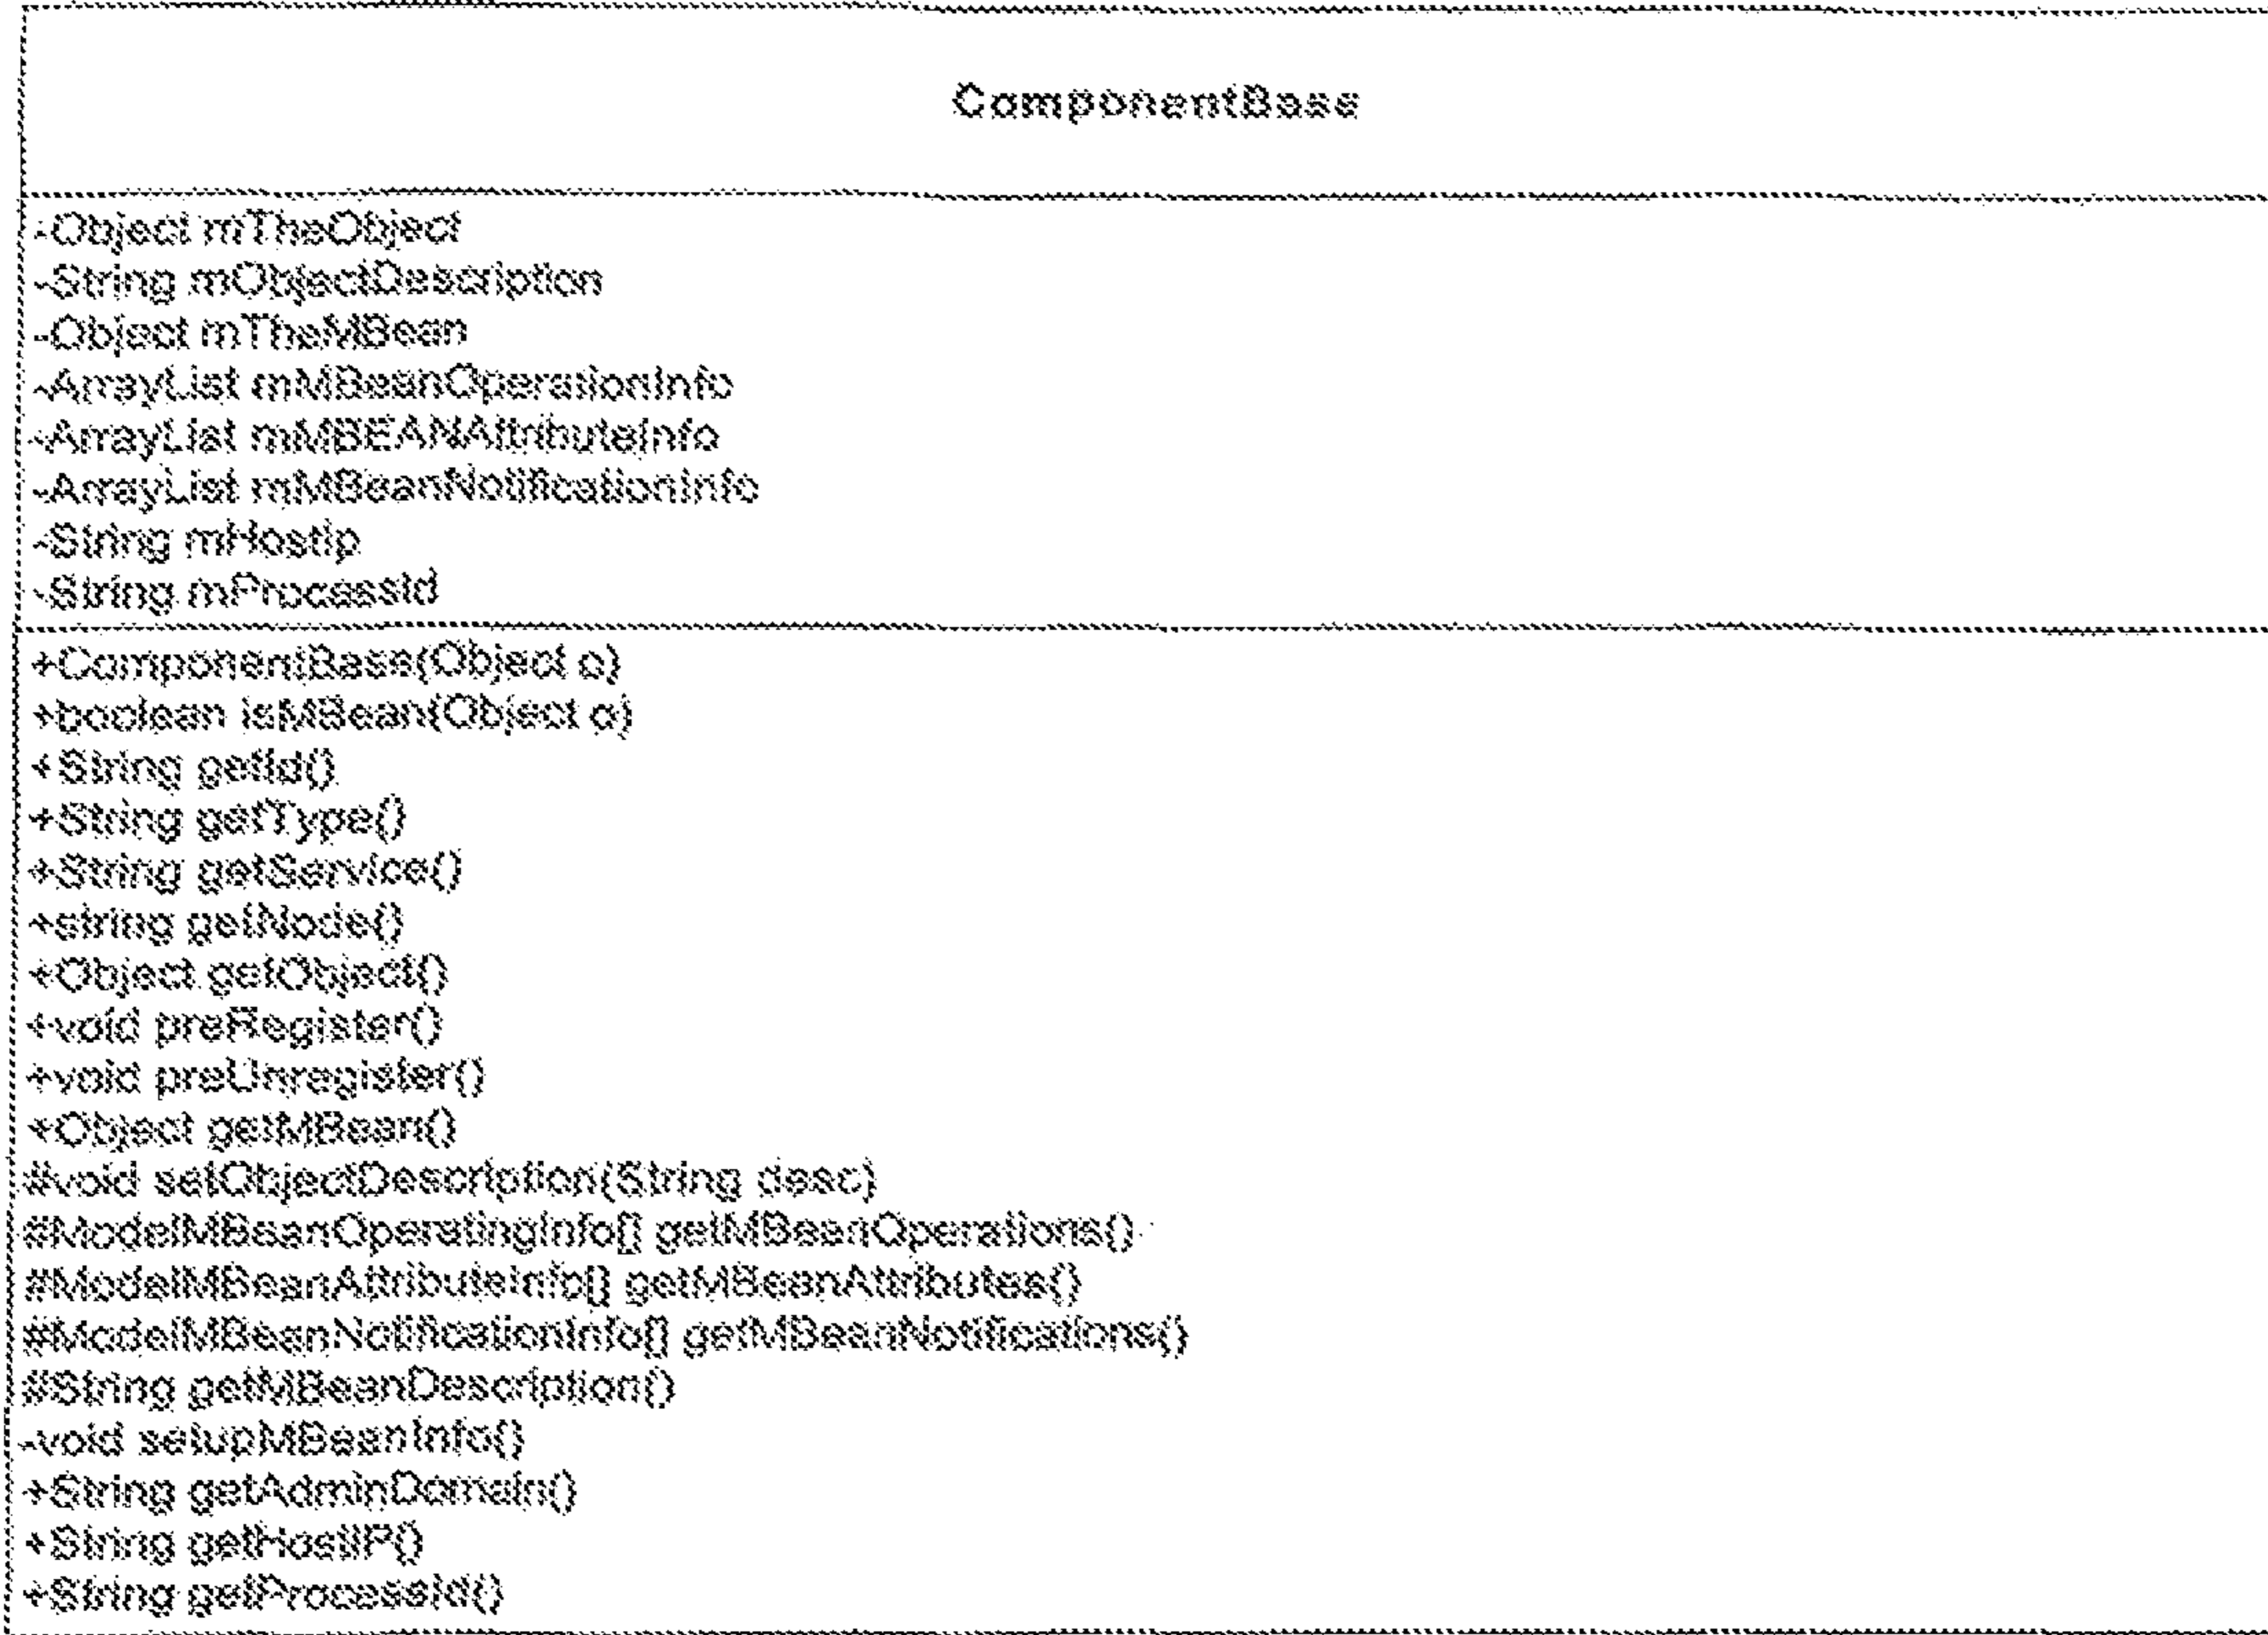 ComponentBase
-Object mTheObject
-String mObjectDescription
-Object mTheMBean
-ArrayList mMBeanOperationInfo
-ArrayList mMBEANAttributeInfo
-ArrayList mMBeanNotificationInfo
-String mHostIp
-String mProcessId
+ComponentBase(Object o)
+boolean isMBean(Object o)
+String getId()
+String getType()
+String getService()
+string getNode()
+Object getObject()
+void preRegister()
+void preUnregister()
+Object getMBean()
#void setObjectDescription(String desc)
#ModelMBeanOperatingInfo[] getMBeanOperations()
#ModelMBeanAttributeInfo[] getMBeanAttributes()
#ModelMBeanNotificationInfo[] getMBeanNotifications()
#String getMBeanDescription()
-void setupMBeanInfo()
+String getAdminDomain()
+String getHostIP()
+String getProcessId()